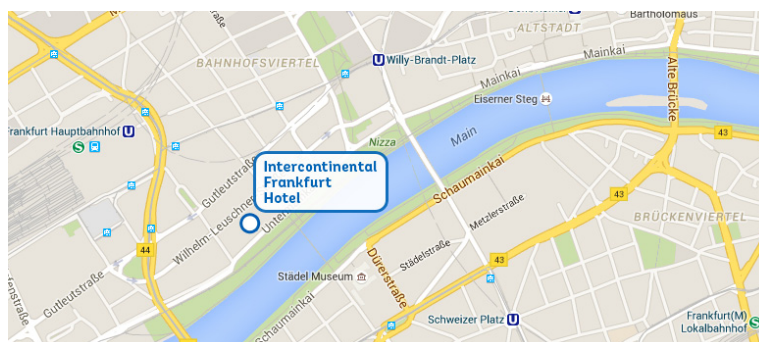 Bartholomäus
ALTSTADT
BAHNHOFSVIERTEL
U Willy-Brandt-Platz
Mainkai
Mainkai
Eiserner Steg
Alte Brücke
Frankfurt Hauptbahnhof U
S
Nizza
Main
43
Intercontinental
Frankfurt
Hotel
Gutleutstraße
Wilhelm-Leuschne
Unter
Schaumainkai
43
Metzlerstraße
BRÜCKENVIERTEL
44
Städelstraße
43
Städel Museum
Dürerstraße
Gutleutstraße
Schaumainkai
Schweizer Platz U
Frankfurt(M)
Lokalbahnhof
S